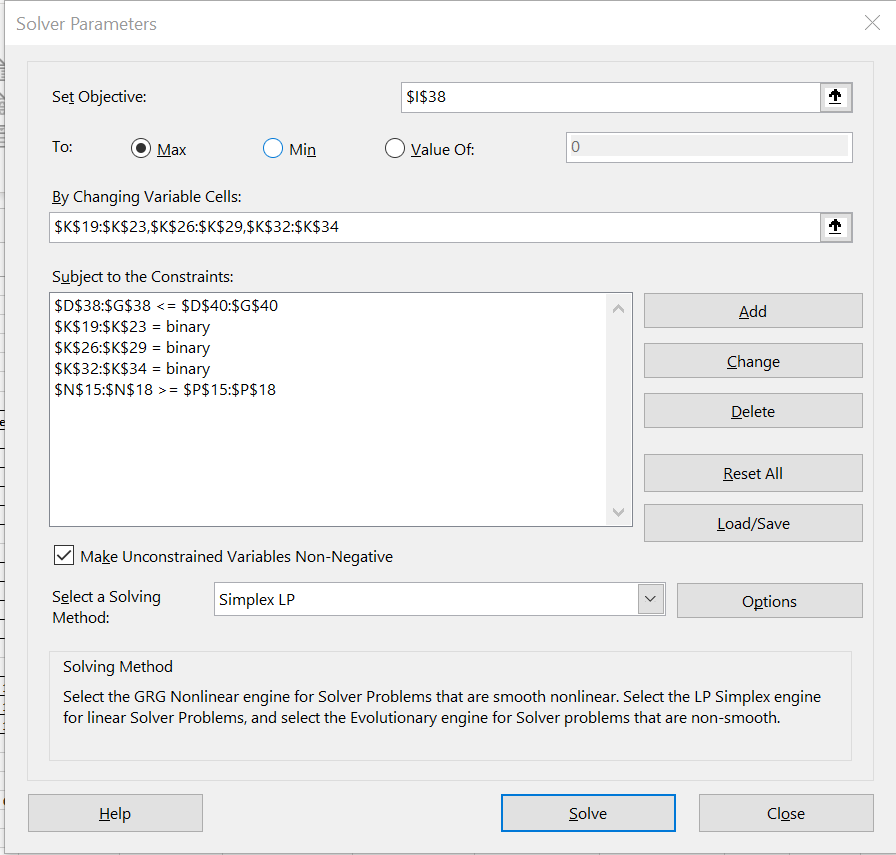 Solver Parameters
Set Objective: $I$38
To: Max Min Value Of: 0
By Changing Variable Cells:
$K$19:$K$23,$K$26:$K$29,$K$32:$K$34
Subject to the Constraints:
$D$38:$G$38 <= $D$40:$G$40
$K$19:$K$23 = binary
$K$26:$K$29 = binary
$K$32:$K$34 = binary
$N$15:$N$18 >= $P$15:$P$18
Add
Change
Delete
Reset All
Load/Save
Make Unconstrained Variables Non-Negative
Select a Solving
Method:
Simplex LP
Options
Solving Method
Select the GRG Nonlinear engine for Solver Problems that are smooth nonlinear. Select the LP Simplex engine
for linear Solver Problems, and select the Evolutionary engine for Solver problems that are non-smooth.
Help Solve Close